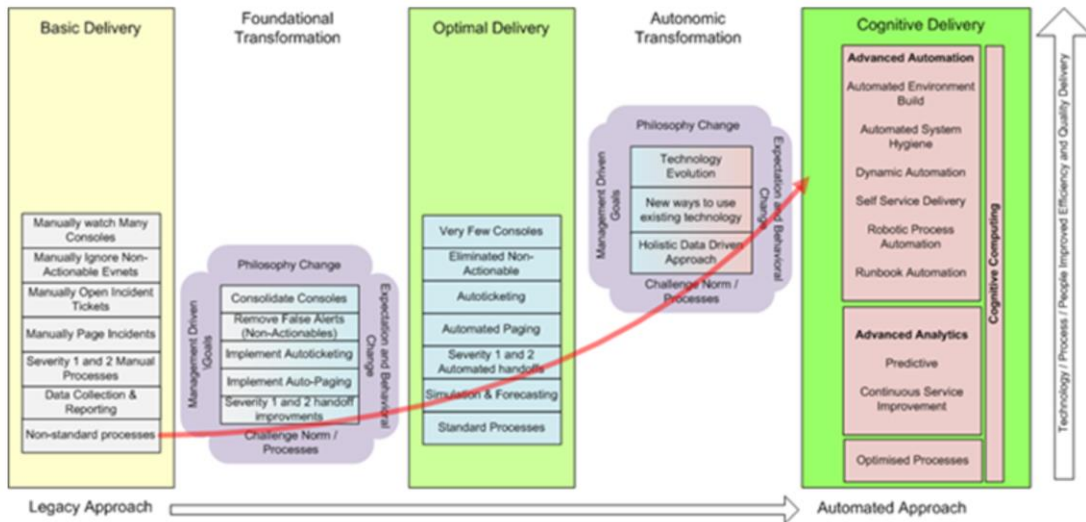 Basic Delivery
Manually watch Many
Consoles
Manually Ignore Non-
Actionable Evnets
Manually Open Incident
Tickets
Manually Page Incidents
Severity 1 and 2 Manual
Processes
Data Collection &
Reporting
Non-standard processes
Foundational
Transformation
Philosophy Change
Management Driven
\Goals
Consolidate Consoles
Remove False Alerts
(Non-Actionables)
Implement Autoticketing
Implement Auto-Paging
Severity 1 and 2 handoff
improvments
Expectation and Behavioral
Change
Challenge Norm /
Processes
Optimal Delivery
Very Few Consoles
Eliminated Non-
Actionable
Autoticketing
Automated Paging
Severity 1 and 2
Automated handoffs
Simulation & Forecasting
Standard Processes
Autonomic
Transformation
Philosophy Change
Management Driven
Goals
Technology
Evolution
New ways to use
existing technology
Holistic Data Driven
Approach
Expectation and Behavioral
Change
Challenge Norm /
Processes
Cognitive Delivery
Advanced Automation
Automated Environment
Build
Automated System
Hygiene
Dynamic Automation
Self Service Delivery
Robotic Process
Automation
Runbook Automation
Advanced Analytics
Predictive
Continuous Service
Improvement
Optimised Processes
Cognitive Computing
Technology / Process / People Improved Efficiency and Quality Delivery
Legacy Approach
Automated Approach